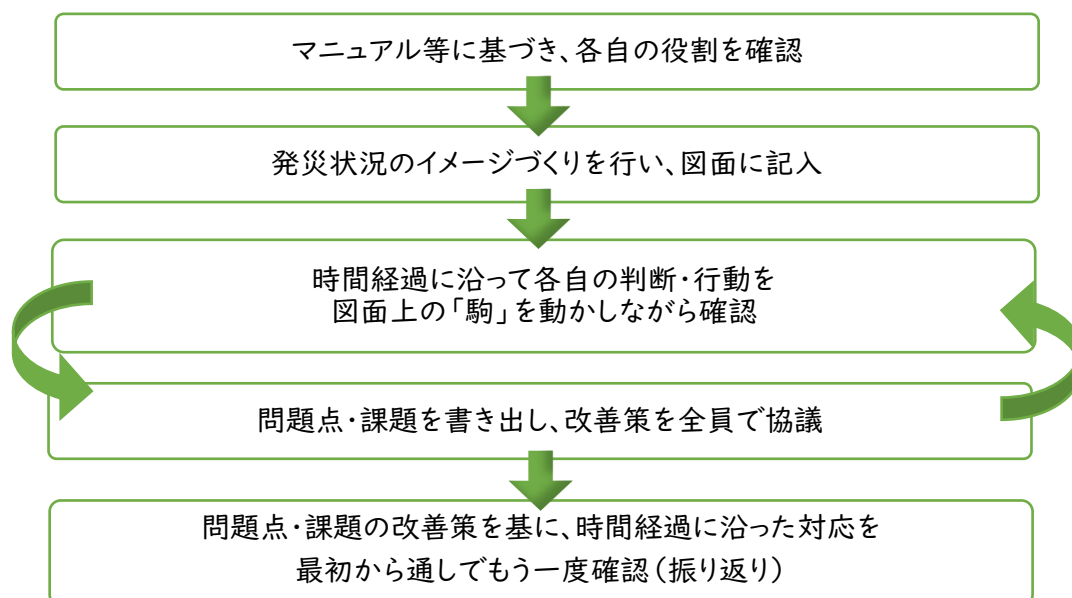 マニュアル等に基づき、各自の役割を確認
発災状況のイメージづくりを行い、図面に記入
時間経過に沿って各自の判断・行動を
図面上の「駒」を動かしながら確認
問題点・課題を書き出し、改善策を全員で協議
問題点・課題の改善策を基に、時間経過に沿った対応を
最初から通しでもう一度確認(振り返り)